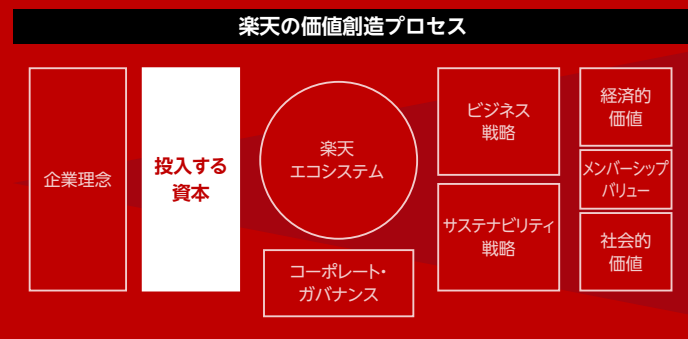 楽天の価値創造プロセス
企業理念
投入する
資本
楽天
エコシステム
コーポレート・
ガバナンス
ビジネス
戦略
サステナビリティ
戦略
経済的
価値
メンバーシップ
バリュー
社会的
価値